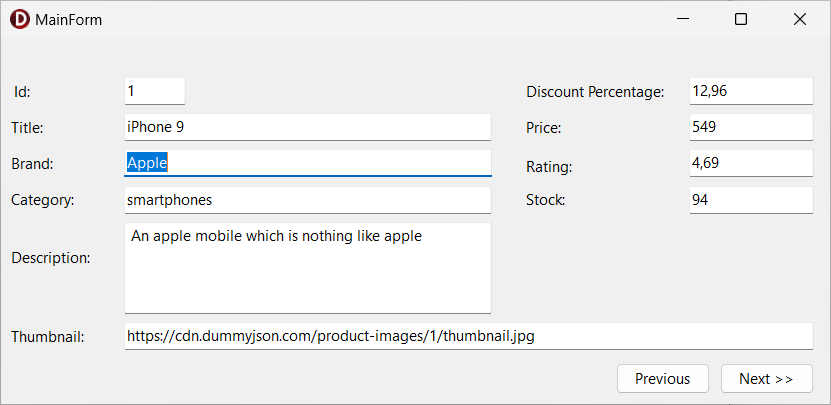 MainForm
Id: 1 Discount Percentage: 12,96
Title: iPhone 9 Price: 549
Brand: Apple Rating: 4,69
Category: smartphones Stock: 94
Description: An apple mobile which is nothing like apple
Thumbnail: https://cdn.dummyjson.com/product-images/1/thumbnail.jpg
Previous Next >>